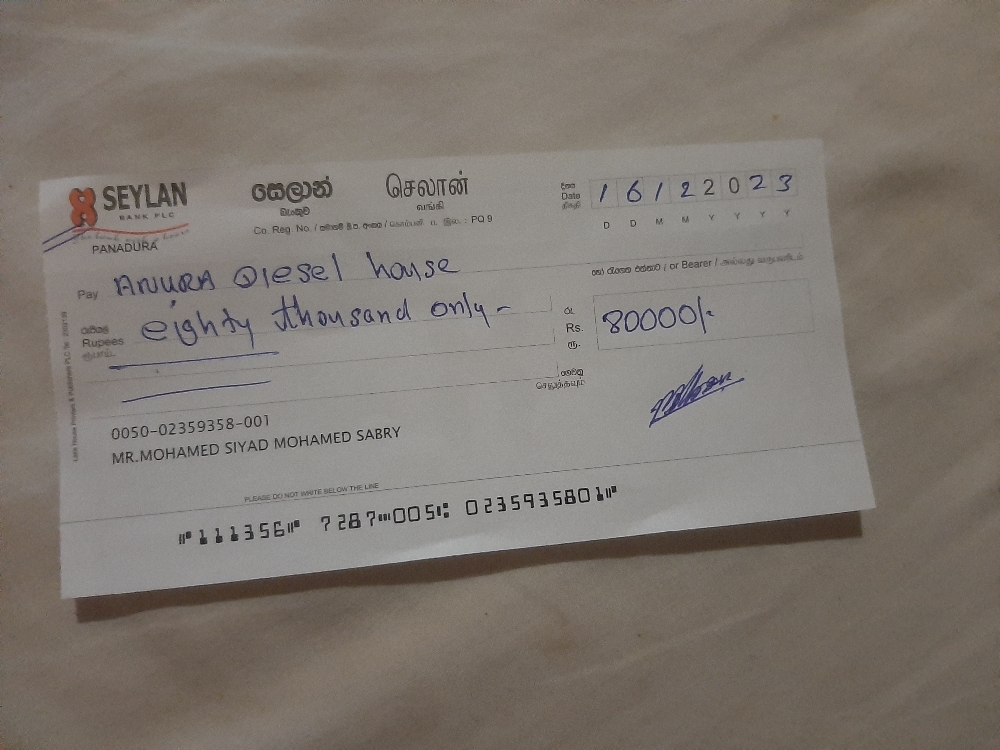 SEYLAN
BANK PLC
PANADURA
සෙලාන් செலான்
බැංකුව வங்கி
Co. Reg. No. / : PQ 9
Date 1 6 1 2 2 0 2 3
D D M M Y Y Y Y
Pay ANURA Diesel house
or Bearer /
Rupees eighty thousand only -
Rs. 80000/-
ரூ.
0050-02359358-001
MR.MOHAMED SIYAD MOHAMED SABRY
PLEASE DO NOT WRITE BELOW THE LINE
⑈111356⑈ 7287⑉005⑆ 0235935801⑈